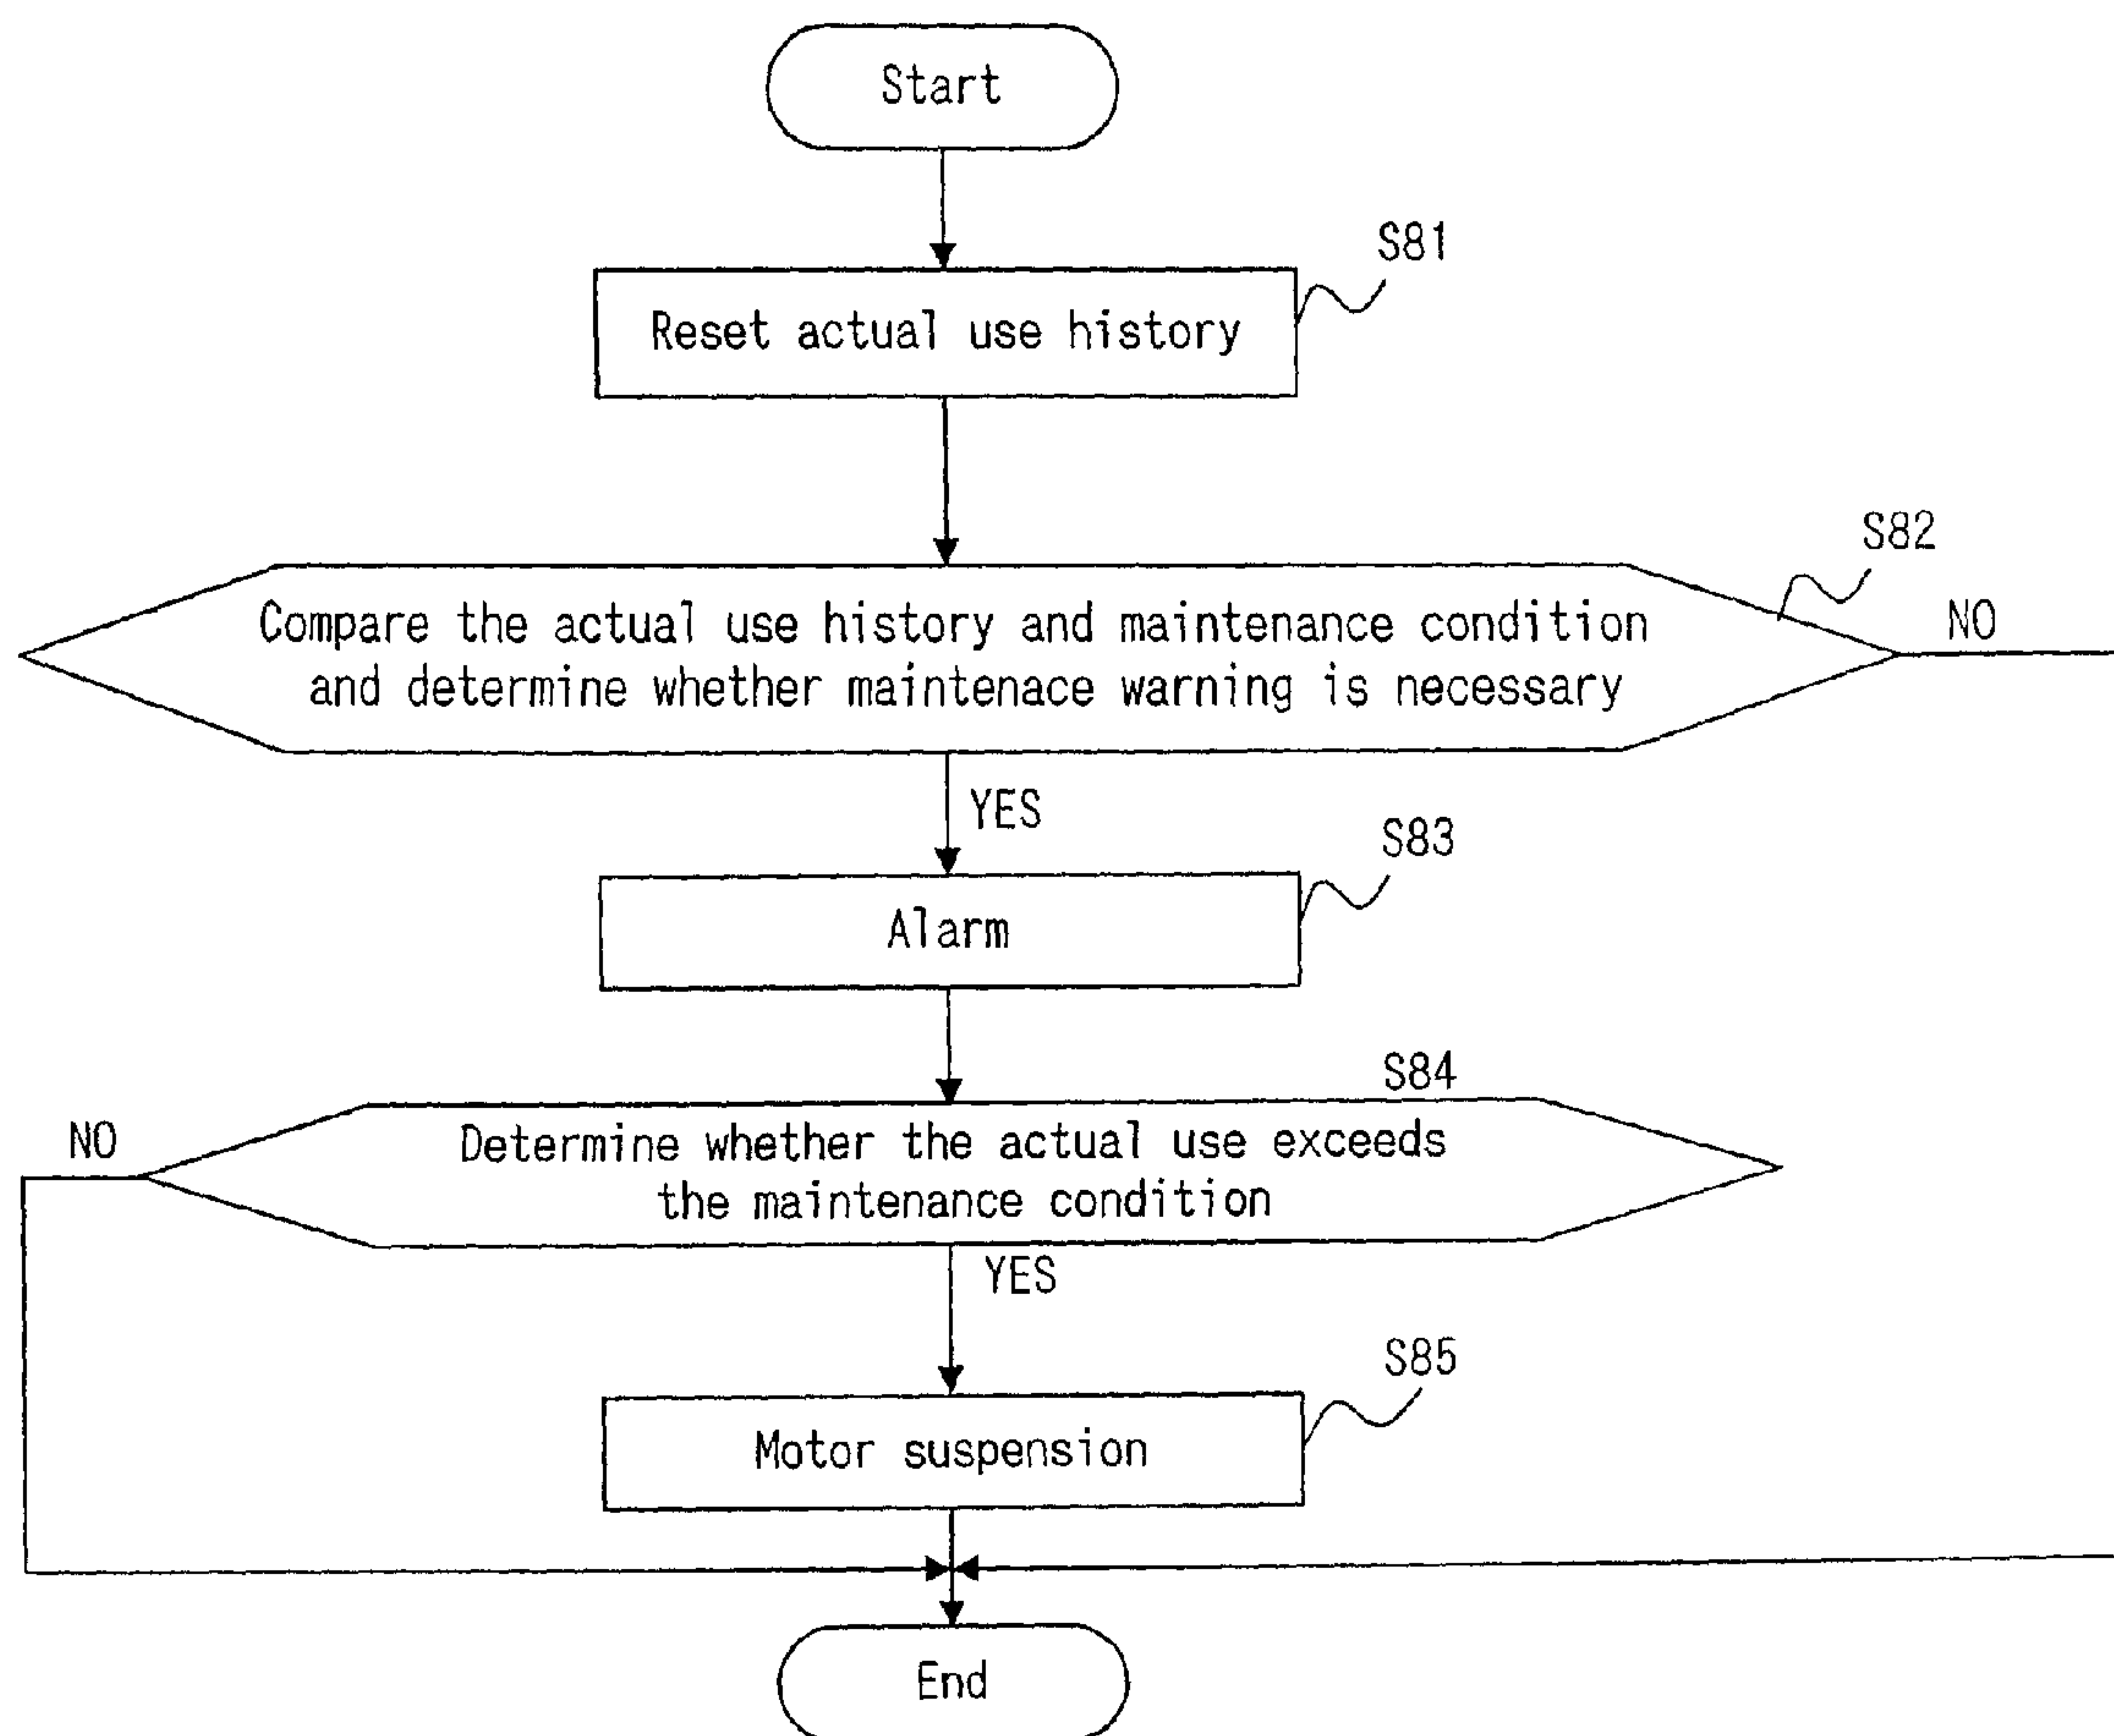 Start
S81
Reset actual use history
S82
Compare the actual use history and maintenance condition
and determine whether maintenace warning is necessary
NO
YES
S83
Alarm
S84
NO
Determine whether the actual use exceeds
the maintenance condition
YES
S85
Motor suspension
End